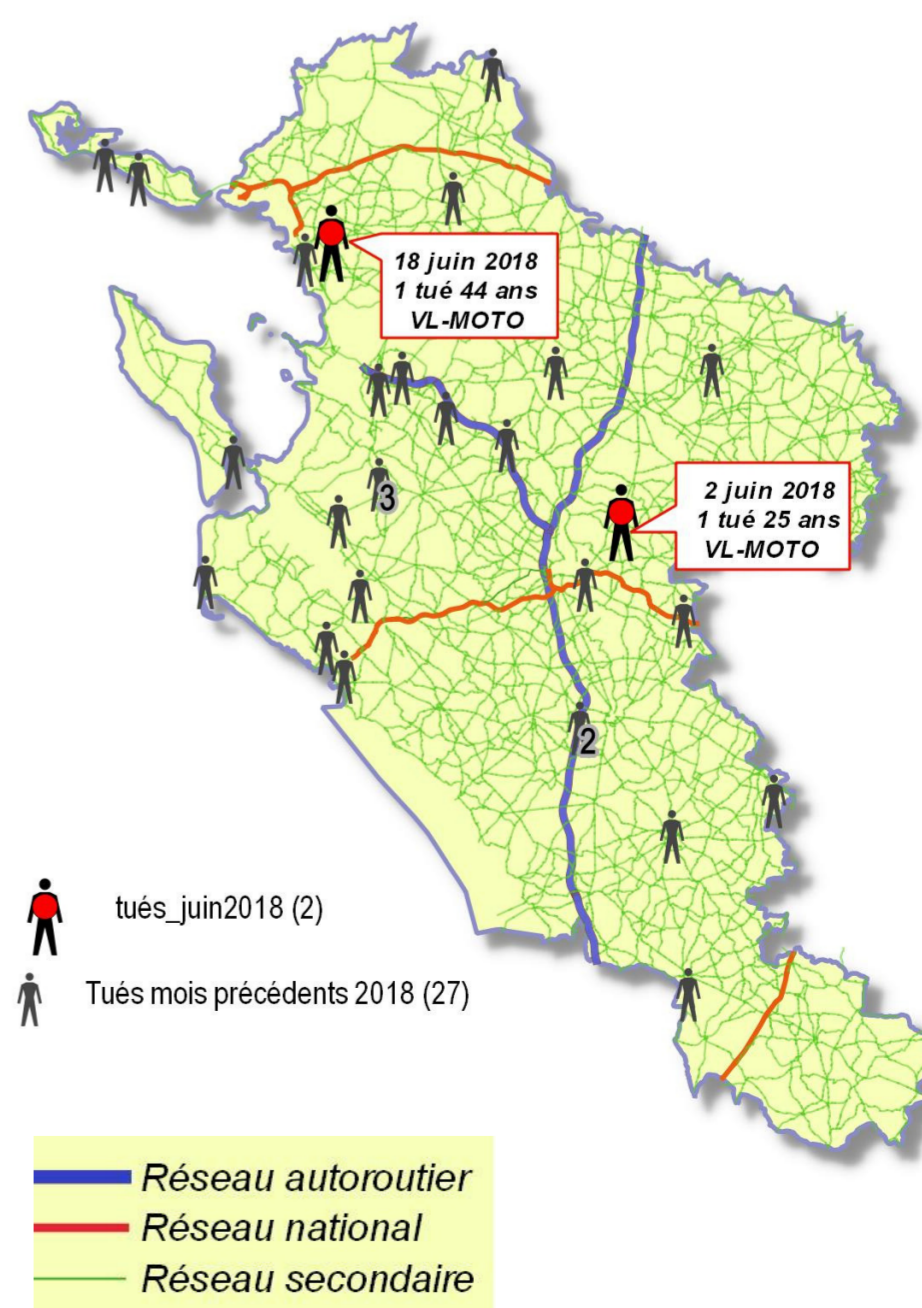 18 juin 2018
1 tué 44 ans
VL-MOTO
3
2 juin 2018
1 tué 25 ans
VL-MOTO
2
tués_juin2018 (2)
Tués mois précédents 2018 (27)
Réseau autoroutier
Réseau national
Réseau secondaire